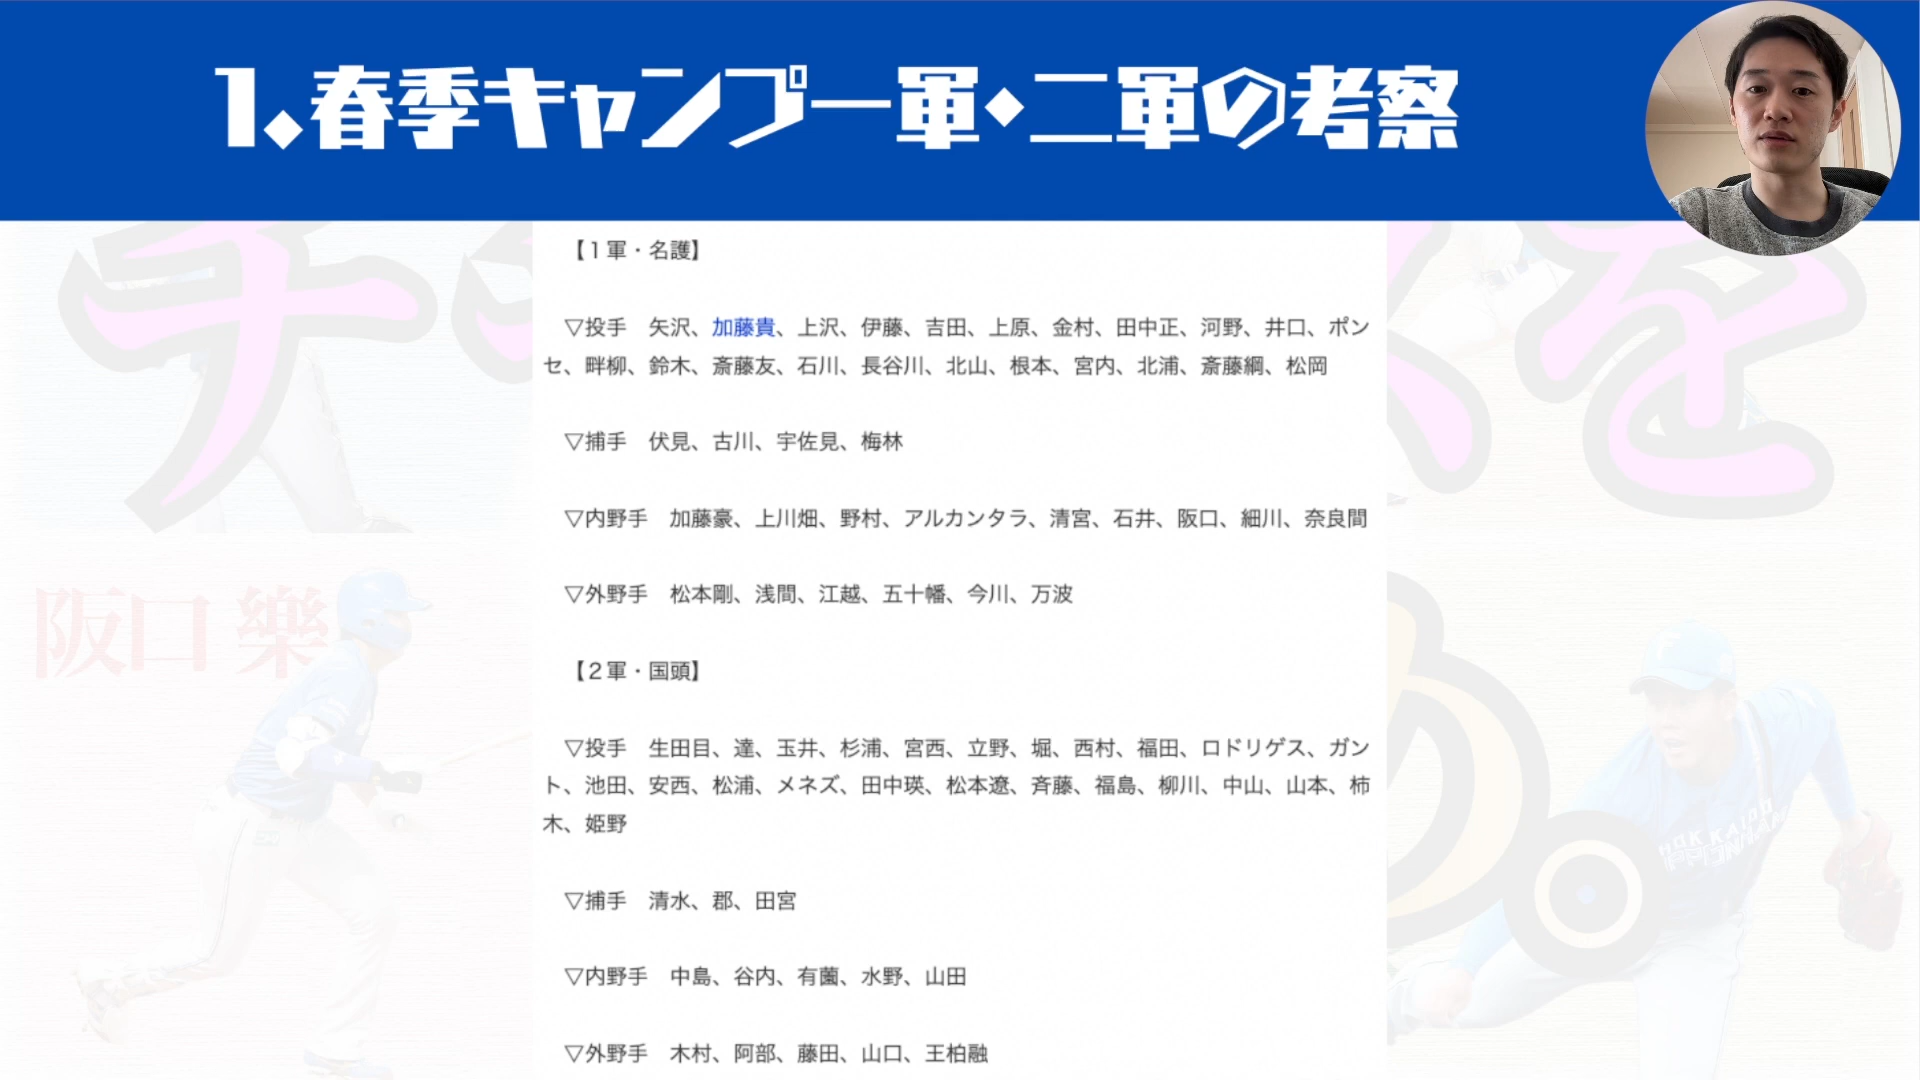 1.春季キャンプ一軍・二軍の考察
【1軍・名護】
▽投手　矢沢、加藤貴、上沢、伊藤、吉田、上原、金村、田中正、河野、井口、ポン
セ、畔柳、鈴木、斎藤友、石川、長谷川、北山、根本、宮内、北浦、斎藤綱、松岡
▽捕手　伏見、古川、宇佐見、梅林
▽内野手　加藤豪、上川畑、野村、アルカンタラ、清宮、石井、阪口、細川、奈良間
▽外野手　松本剛、浅間、江越、五十幡、今川、万波
【2軍・国頭】
▽投手　生田目、達、玉井、杉浦、宮西、立野、堀、西村、福田、ロドリゲス、ガン
ト、池田、安西、松浦、メネズ、田中瑛、松本遼、斉藤、福島、柳川、中山、山本、柿
木、姫野
▽捕手　清水、郡、田宮
▽内野手　中島、谷内、有薗、水野、山田
▽外野手　木村、阿部、藤田、山口、王柏融
阪口 樂
チ
を